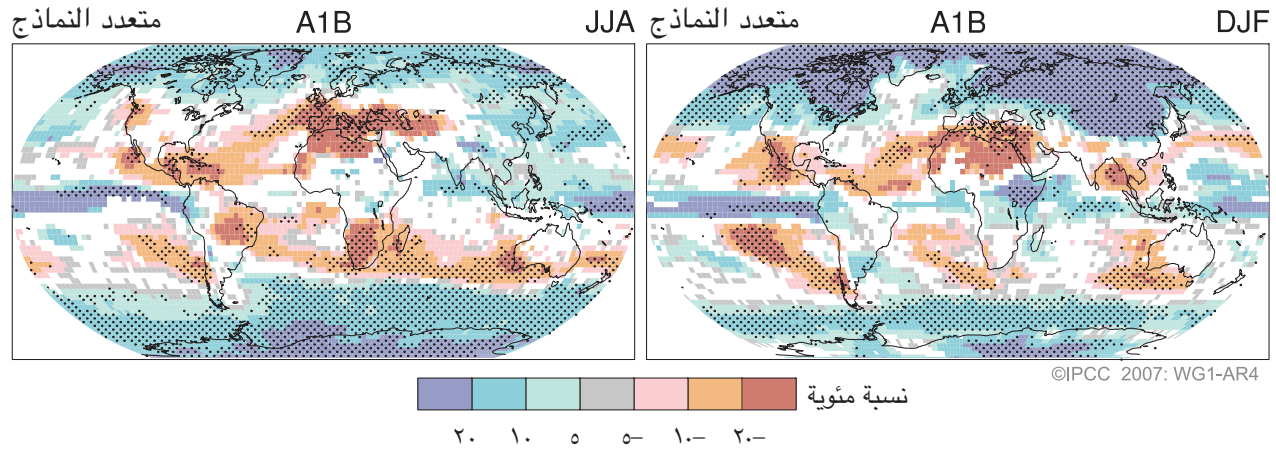 متعدد النماذج A1B JJA
متعدد النماذج A1B DJF
©IPCC 2007: WG1-AR4
نسبة مئوية
٢٠ ١٠ ٥ ٥– ١٠– ٢٠–